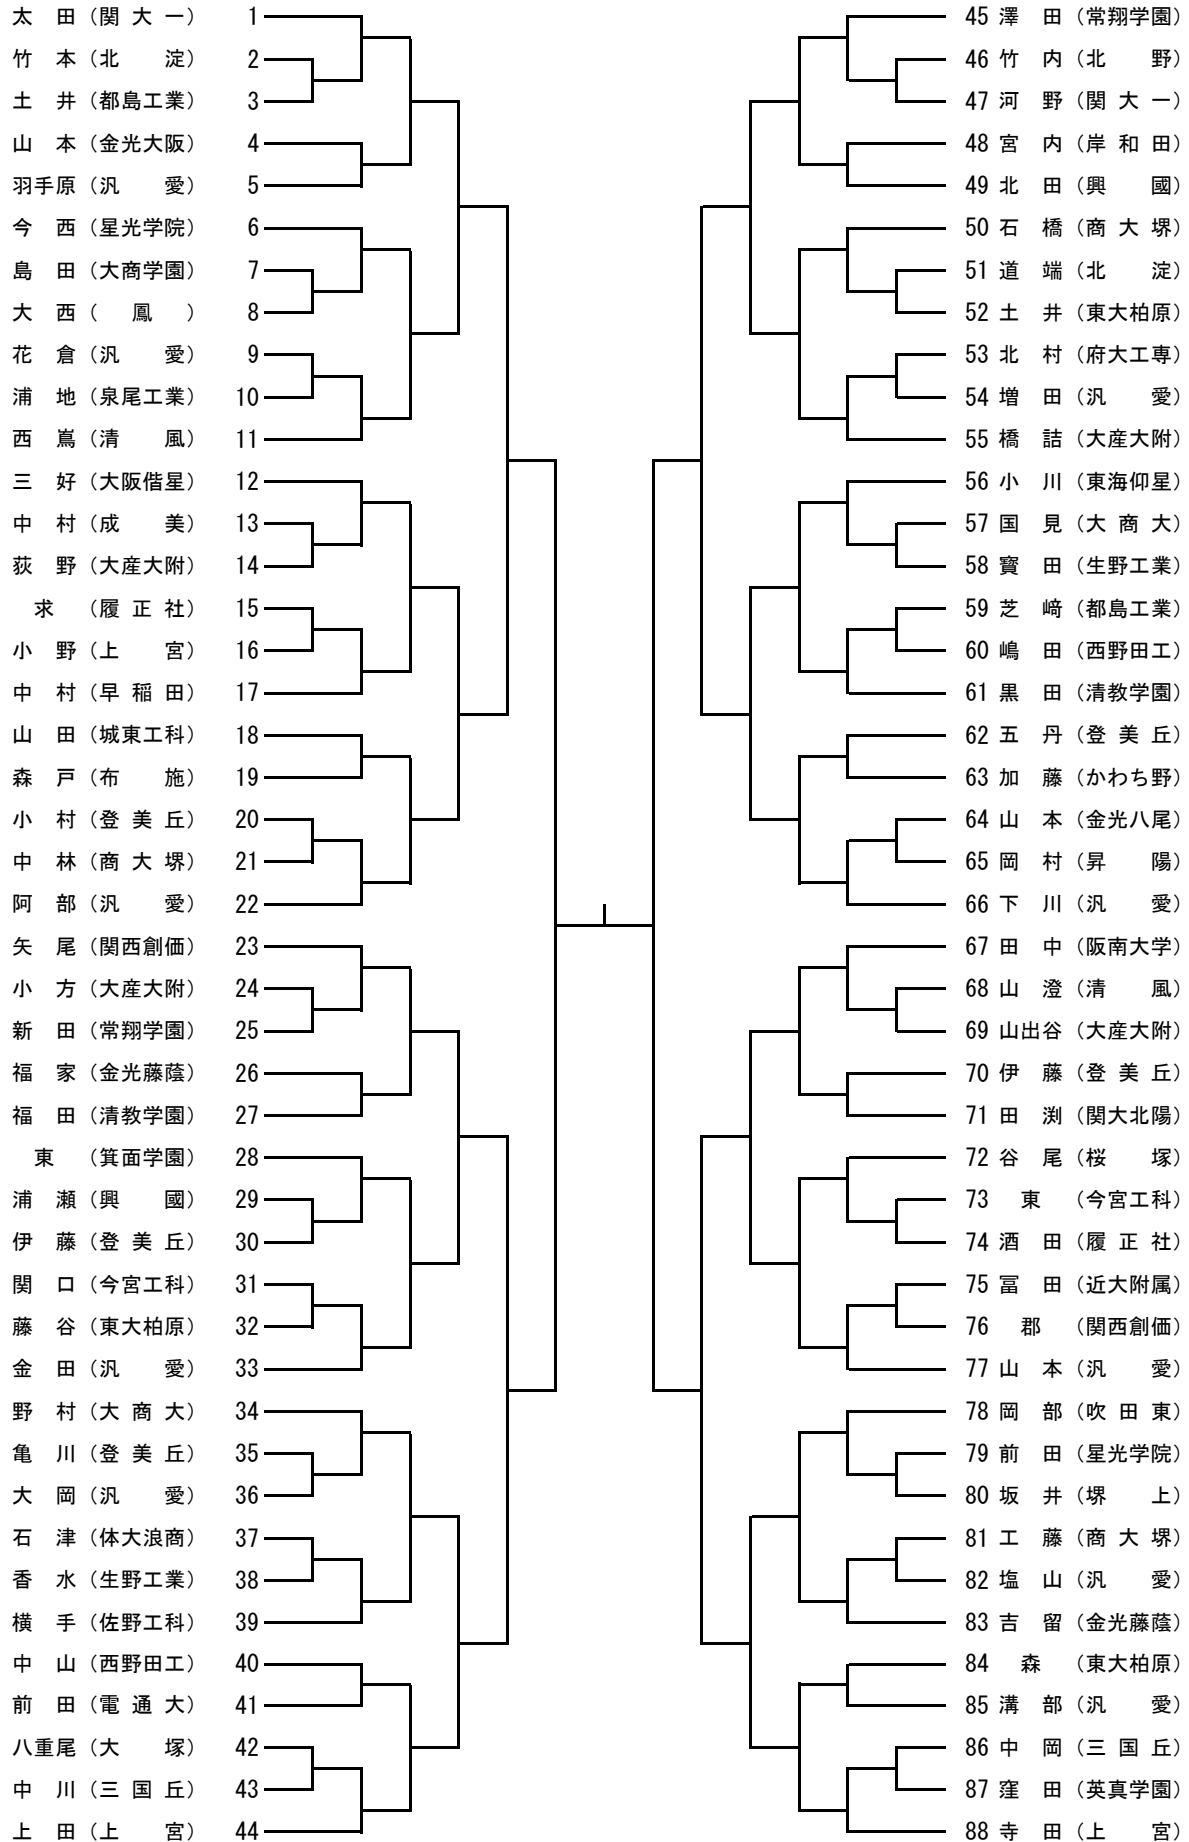 太 田（関 大 一） 1
竹 本（北 淀） 2
土 井（都島工業） 3
山 本（金光大阪） 4
羽手原（汎 愛） 5
今 西（星光学院） 6
島 田（大商学園） 7
大 西（ 鳳 ） 8
花 倉（汎 愛） 9
浦 地（泉尾工業） 10
西 嶌（清 風） 11
三 好（大阪偕星） 12
中 村（成 美） 13
荻 野（大産大附） 14
求 （履 正 社） 15
小 野（上 宮） 16
中 村（早 稲 田） 17
山 田（城東工科） 18
森 戸（布 施） 19
小 村（登 美 丘） 20
中 林（商 大 堺） 21
阿 部（汎 愛） 22
矢 尾（関西創価） 23
小 方（大産大附） 24
新 田（常翔学園） 25
福 家（金光藤蔭） 26
福 田（清教学園） 27
東 （箕面学園） 28
浦 瀬（興 國） 29
伊 藤（登 美 丘） 30
関 口（今宮工科） 31
藤 谷（東大柏原） 32
金 田（汎 愛） 33
野 村（大 商 大） 34
亀 川（登 美 丘） 35
大 岡（汎 愛） 36
石 津（体大浪商） 37
香 水（生野工業） 38
横 手（佐野工科） 39
中 山（西野田工） 40
前 田（電 通 大） 41
八重尾（大 塚） 42
中 川（三 国 丘） 43
上 田（上 宮） 44
45 澤 田（常翔学園）
46 竹 内（北 野）
47 河 野（関 大 一）
48 宮 内（岸 和 田）
49 北 田（興 國）
50 石 橋（商 大 堺）
51 道 端（北 淀）
52 土 井（東大柏原）
53 北 村（府大工専）
54 増 田（汎 愛）
55 橋 詰（大産大附）
56 小 川（東海仰星）
57 国 見（大 商 大）
58 寳 田（生野工業）
59 芝 﨑（都島工業）
60 嶋 田（西野田工）
61 黒 田（清教学園）
62 五 丹（登 美 丘）
63 加 藤（かわち野）
64 山 本（金光八尾）
65 岡 村（昇 陽）
66 下 川（汎 愛）
67 田 中（阪南大学）
68 山 澄（清 風）
69 山出谷（大産大附）
70 伊 藤（登 美 丘）
71 田 渕（関大北陽）
72 谷 尾（桜 塚）
73 東 （今宮工科）
74 酒 田（履 正 社）
75 冨 田（近大附属）
76 郡 （関西創価）
77 山 本（汎 愛）
78 岡 部（吹 田 東）
79 前 田（星光学院）
80 坂 井（堺 上）
81 工 藤（商 大 堺）
82 塩 山（汎 愛）
83 吉 留（金光藤蔭）
84 森 （東大柏原）
85 溝 部（汎 愛）
86 中 岡（三 国 丘）
87 窪 田（英真学園）
88 寺 田（上 宮）